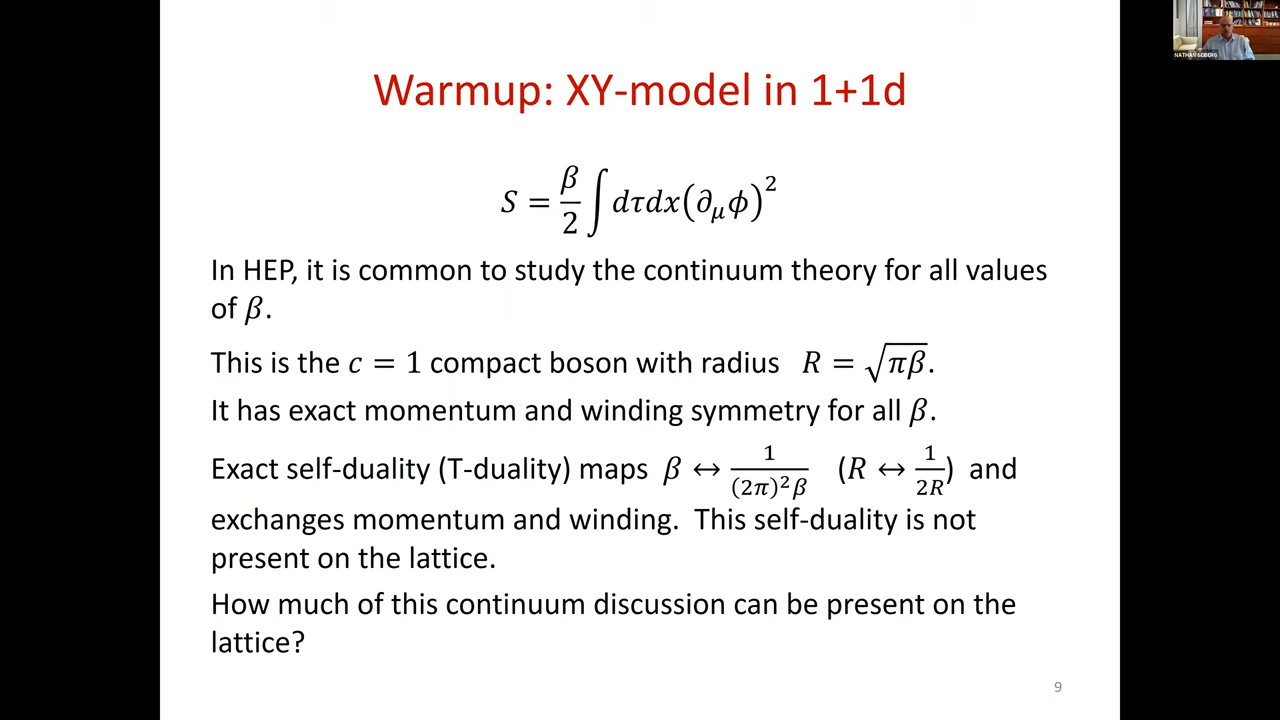 NATHAN SEIBERG
Warmup: XY-model in 1+1d
S = β/2 ∫ dτdx(∂_μ ϕ)²
In HEP, it is common to study the continuum theory for all values
of β.
This is the c = 1 compact boson with radius R = √(πβ).
It has exact momentum and winding symmetry for all β.
Exact self-duality (T-duality) maps β ↔ 1/((2π)²β) (R ↔ 1/(2R)) and
exchanges momentum and winding. This self-duality is not
present on the lattice.
How much of this continuum discussion can be present on the
lattice?
9